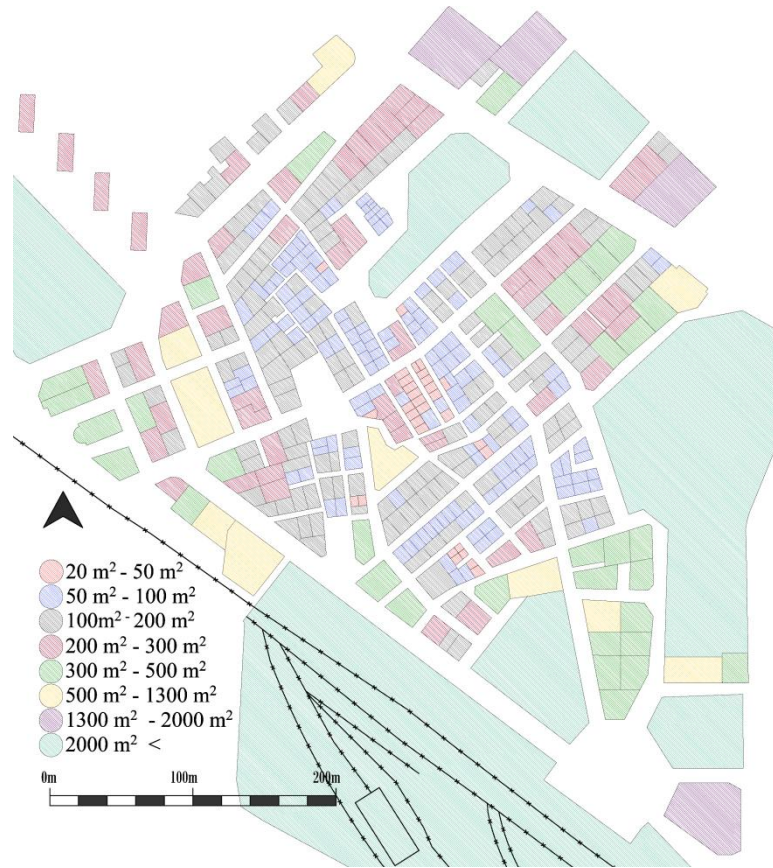 20 m² - 50 m²
50 m² - 100 m²
100m² - 200 m²
200 m² - 300 m²
300 m² - 500 m²
500 m² - 1300 m²
1300 m² - 2000 m²
2000 m² <
0m 100m 200m